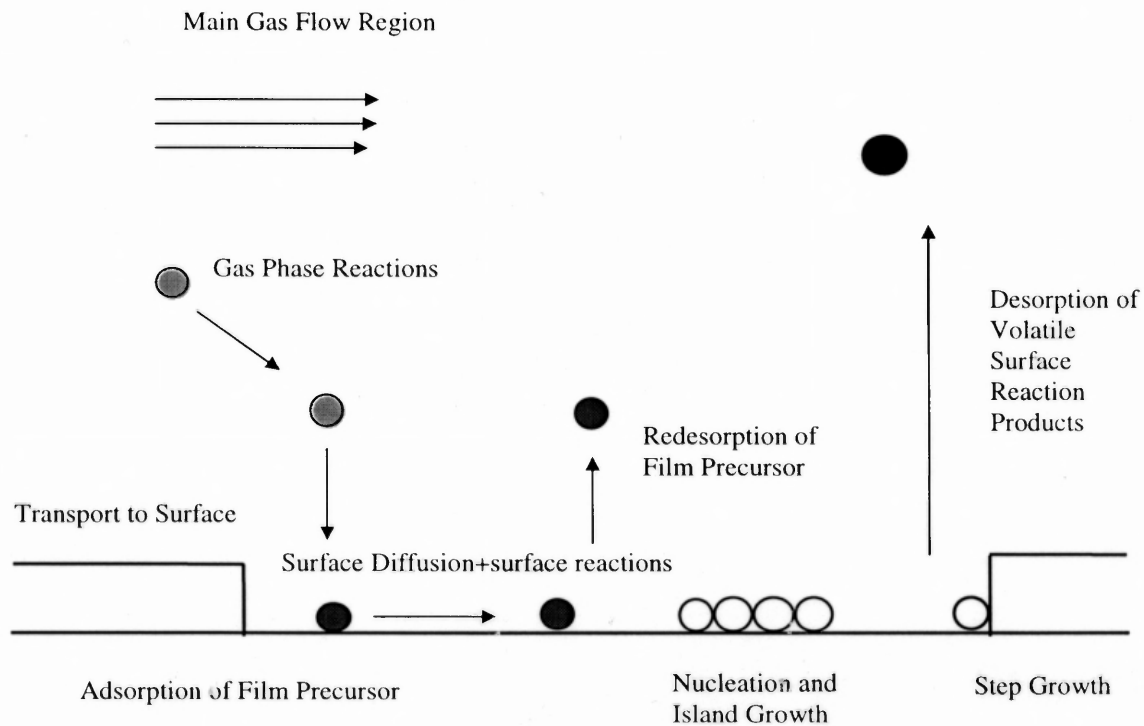 Main Gas Flow Region
Gas Phase Reactions
Desorption of
Volatile
Surface
Reaction
Products
Redesorption of
Film Precursor
Transport to Surface
Surface Diffusion+surface reactions
Adsorption of Film Precursor
Nucleation and
Island Growth
Step Growth